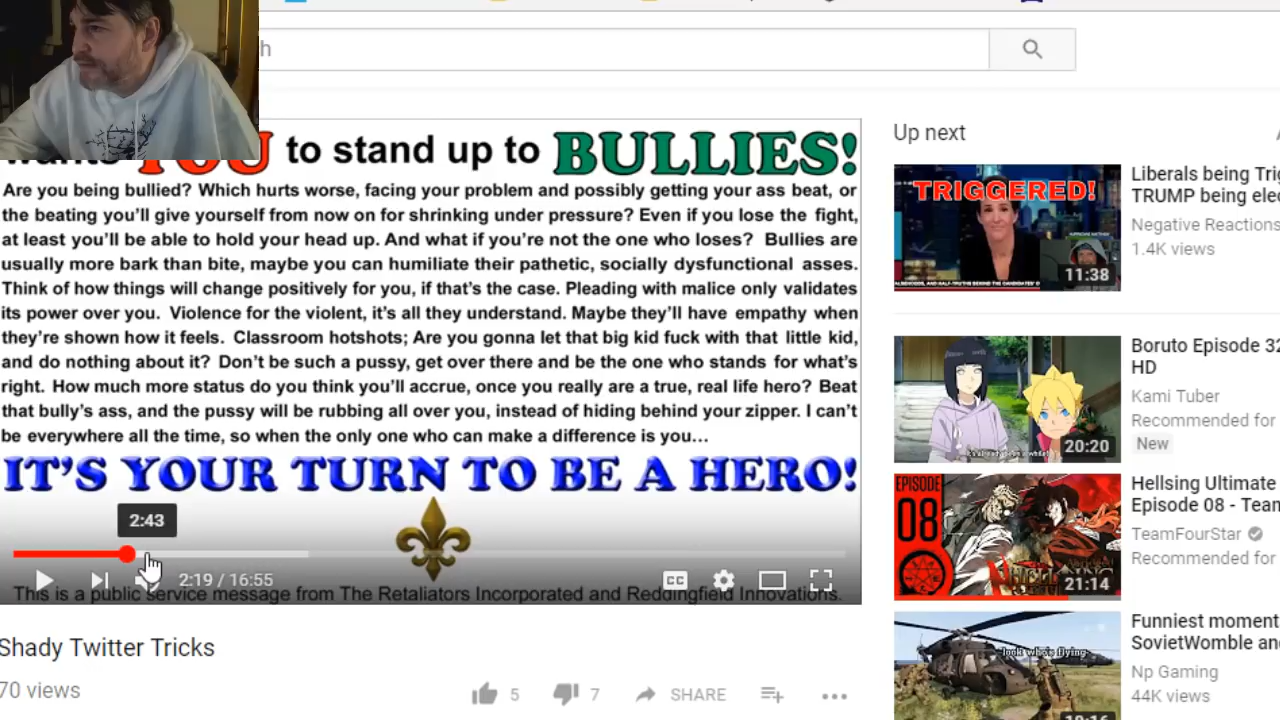 h
YOU to stand up to BULLIES!
Are you being bullied? Which hurts worse, facing your problem and possibly getting your ass beat, or
the beating you'll give yourself from now on for shrinking under pressure? Even if you lose the fight,
at least you'll be able to hold your head up. And what if you're not the one who loses? Bullies are
usually more bark than bite, maybe you can humiliate their pathetic, socially dysfunctional asses.
Think of how things will change positively for you, if that's the case. Pleading with malice only validates
its power over you. Violence for the violent, it's all they understand. Maybe they'll have empathy when
they're shown how it feels. Classroom hotshots; Are you gonna let that big kid fuck with that little kid,
and do nothing about it? Don't be such a pussy, get over there and be the one who stands for what's
right. How much more status do you think you'll accrue, once you really are a true, real life hero? Beat
that bully's ass, and the pussy will be rubbing all over you, instead of hiding behind your zipper. I can't
be everywhere all the time, so when the only one who can make a difference is you...
IT'S YOUR TURN TO BE A HERO!
2:43
2:19 / 16:55
CC
This is a public service message from The Retaliators Incorporated and Reddingfield Innovations.
Shady Twitter Tricks
70 views
5
7
SHARE
Up next
TRIGGERED!
11:38
Liberals being Trig
TRUMP being ele
Negative Reactions
1.4K views
20:20
Boruto Episode 32
HD
Kami Tuber
Recommended for
New
EPISODE
08
21:14
Hellsing Ultimate
Episode 08 - Tea
TeamFourStar
Recommended for
look who's flying
Funniest moment
SovietWomble an
Np Gaming
44K views